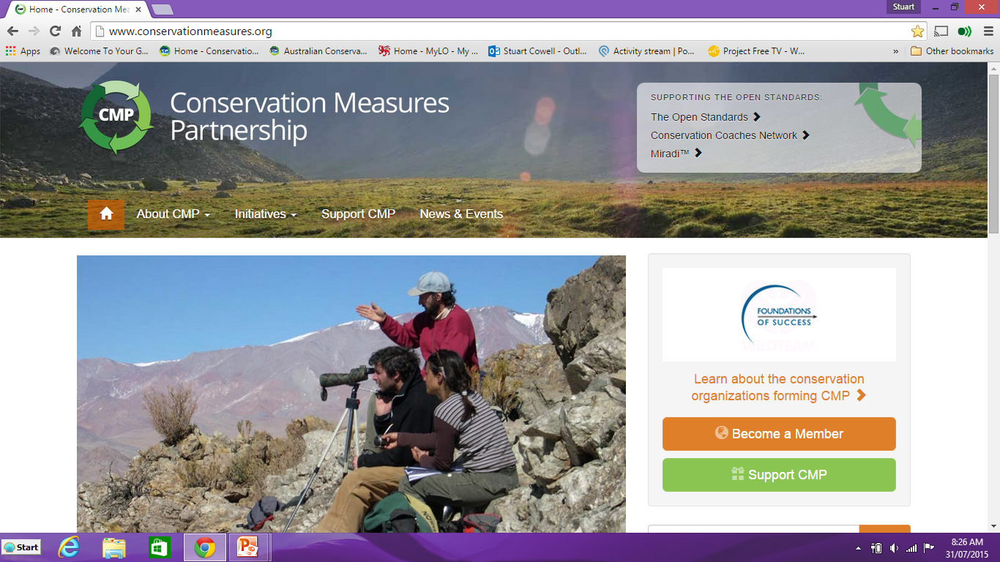 Home - Conservation Mea
Stuart
www.conservationmeasures.org
Apps
Welcome To Your G...
Home - Conservatio...
Australian Conserva...
Home - MyLO - My ...
Stuart Cowell - Outl...
Activity stream | Po...
Project Free TV - W...
»
Other bookmarks
CMP
Conservation Measures
Partnership
SUPPORTING THE OPEN STANDARDS:
The Open Standards
Conservation Coaches Network
Miradi™
About CMP
Initiatives
Support CMP
News & Events
FOUNDATIONS
OF SUCCESS
WILDTEAM
Learn about the conservation
organizations forming CMP
Become a Member
Support CMP
Start
8:26 AM
31/07/2015